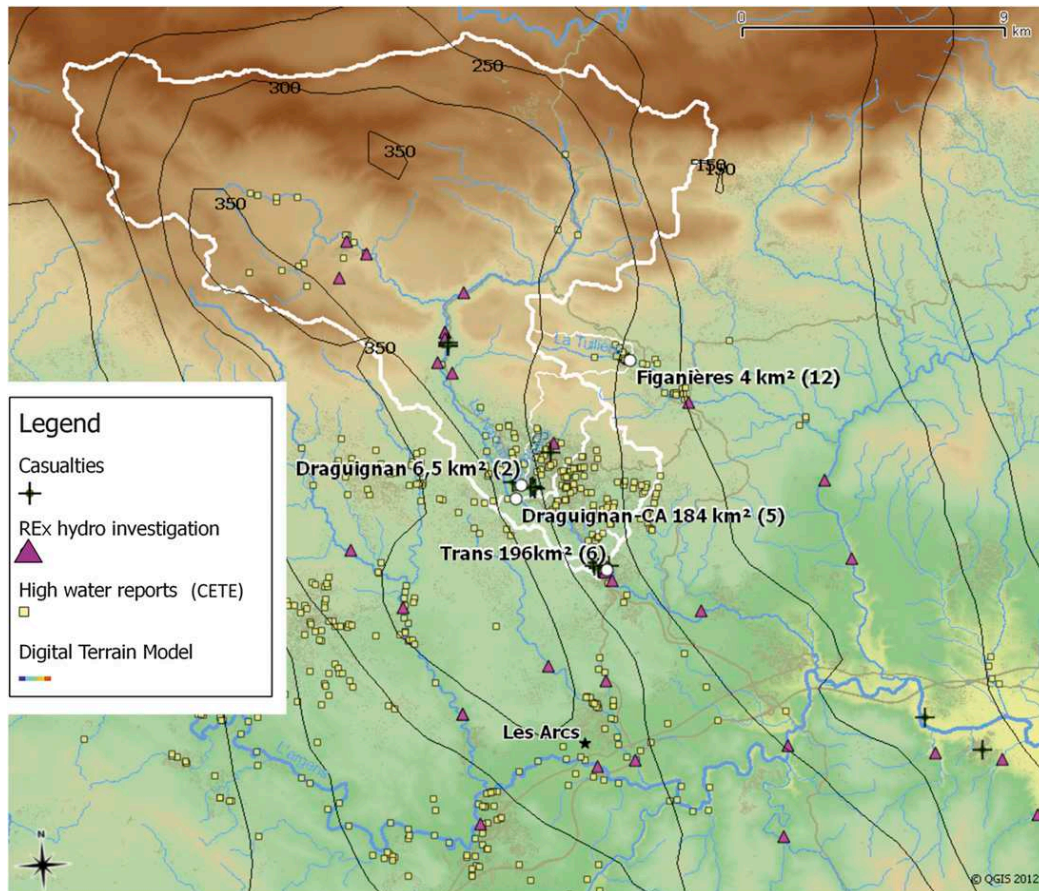 0 9
km
250
300
350
150
150
350
350
La Tuilière
Figanières 4 km² (12)
Legend
Casualties
REx hydro investigation
High water reports (CETE)
Digital Terrain Model
Draguignan 6,5 km² (2)
Draguignan-CA 184 km² (5)
Trans 196km² (6)
Les Arcs
L'argens
N
© QGIS 2012